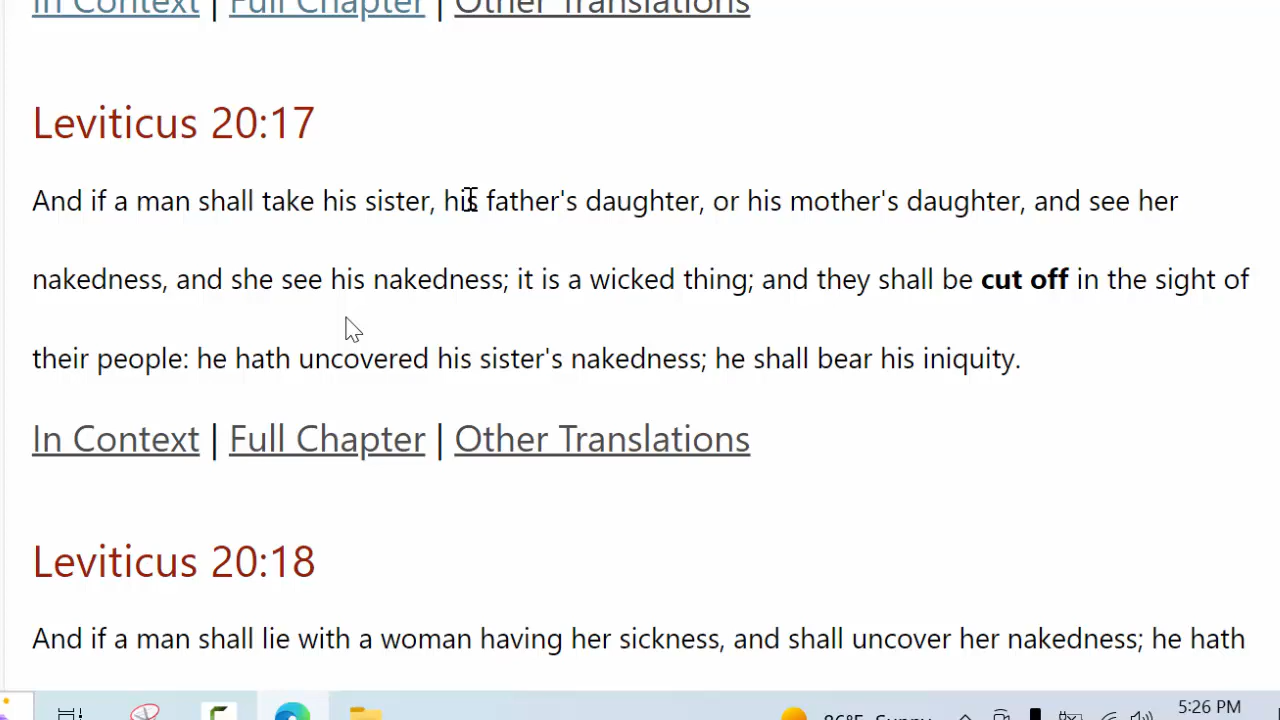 In Context | Full Chapter | Other Translations
Leviticus 20:17
And if a man shall take his sister, his father's daughter, or his mother's daughter, and see her
nakedness, and she see his nakedness; it is a wicked thing; and they shall be cut off in the sight of
their people: he hath uncovered his sister's nakedness; he shall bear his iniquity.
In Context | Full Chapter | Other Translations
Leviticus 20:18
And if a man shall lie with a woman having her sickness, and shall uncover her nakedness; he hath
86°F Sunny
5:26 PM